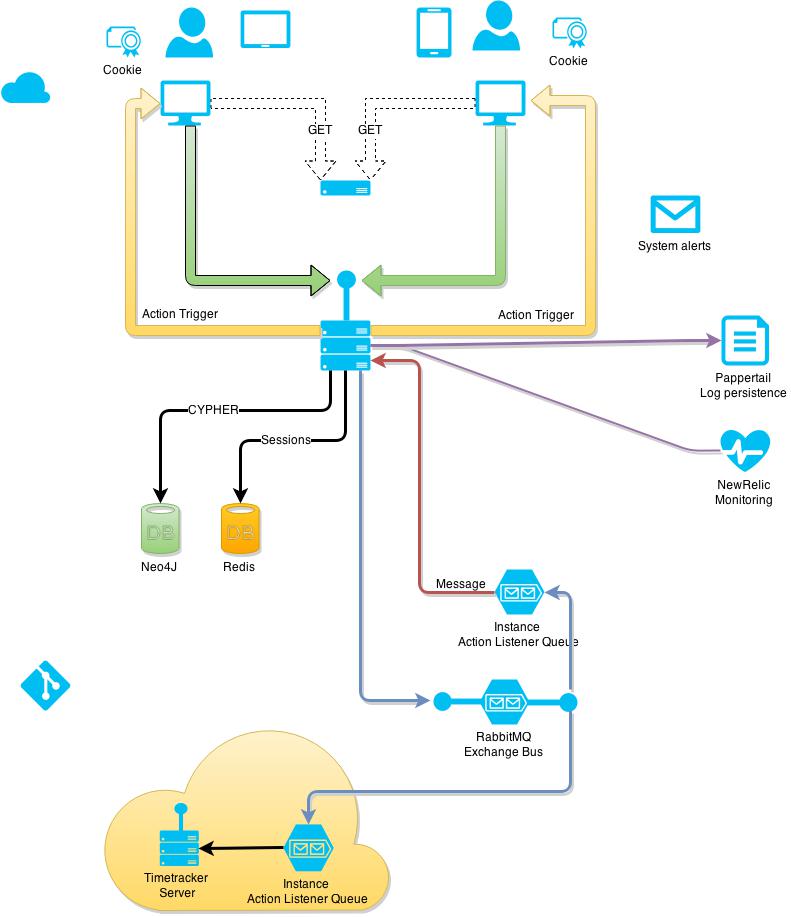 Cookie
Cookie
GET
GET
System alerts
Action Trigger
Action Trigger
Pappertail
Log persistence
CYPHER
Sessions
NewRelic
Monitoring
DB
DB
Neo4J
Redis
Message
Instance
Action Listener Queue
RabbitMQ
Exchange Bus
Timetracker
Server
Instance
Action Listener Queue